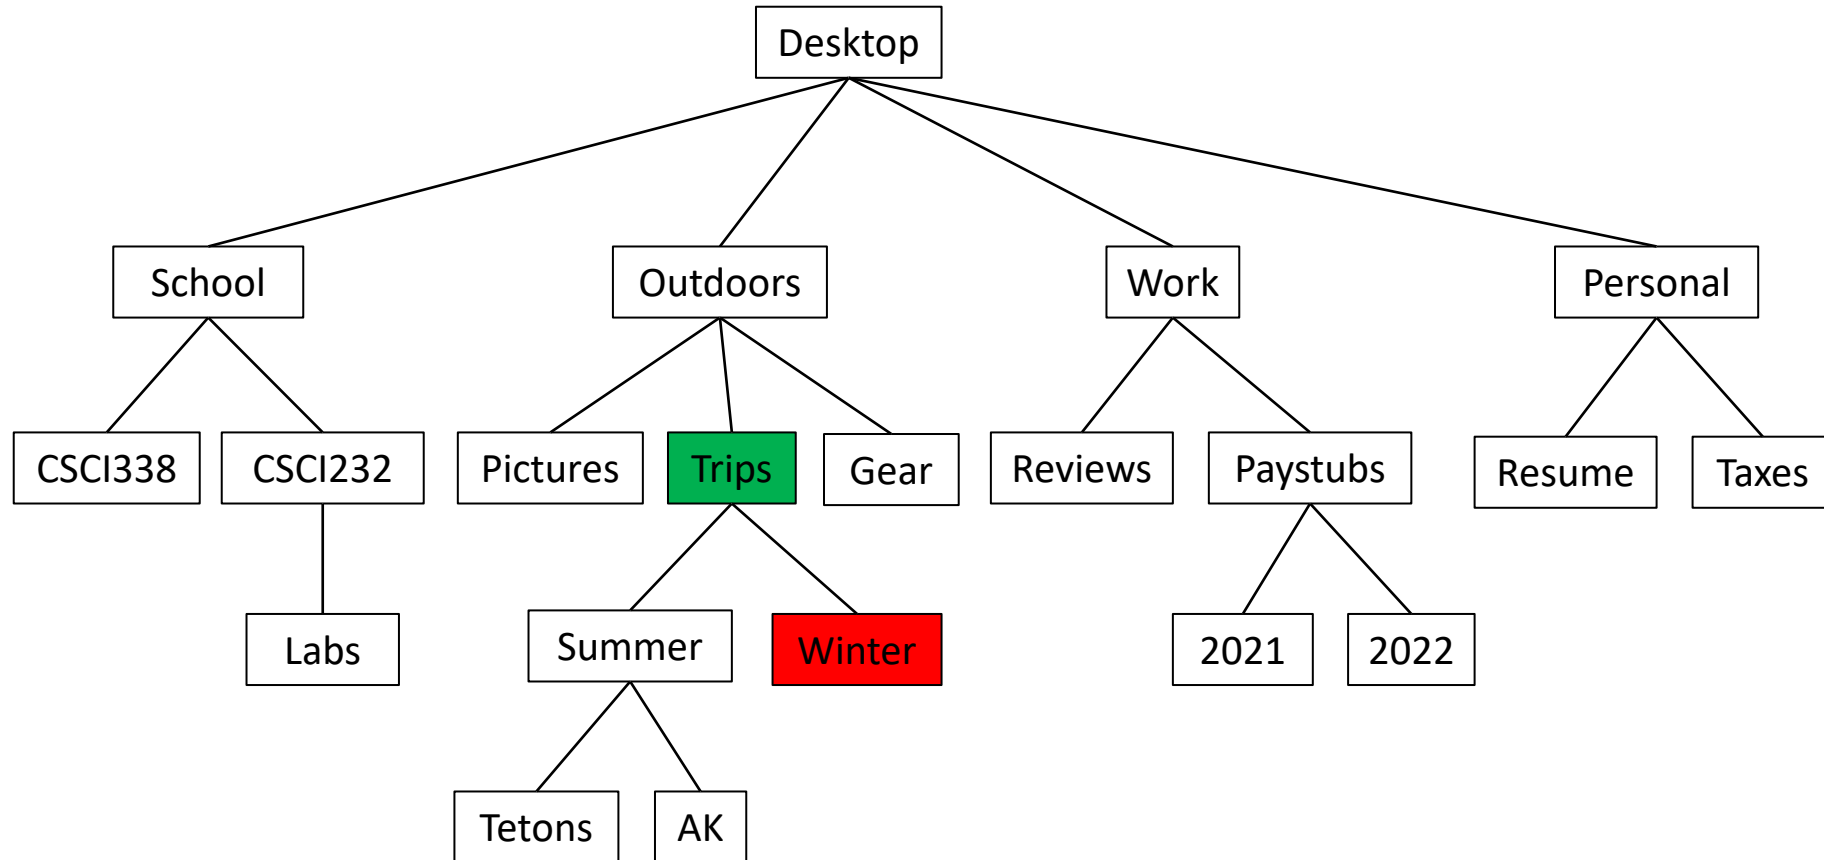 Desktop
School
Outdoors
Work
Personal
CSCI338
CSCI232
Pictures
Trips
Gear
Reviews
Paystubs
Resume
Taxes
Labs
Summer
Winter
2021
2022
Tetons
AK